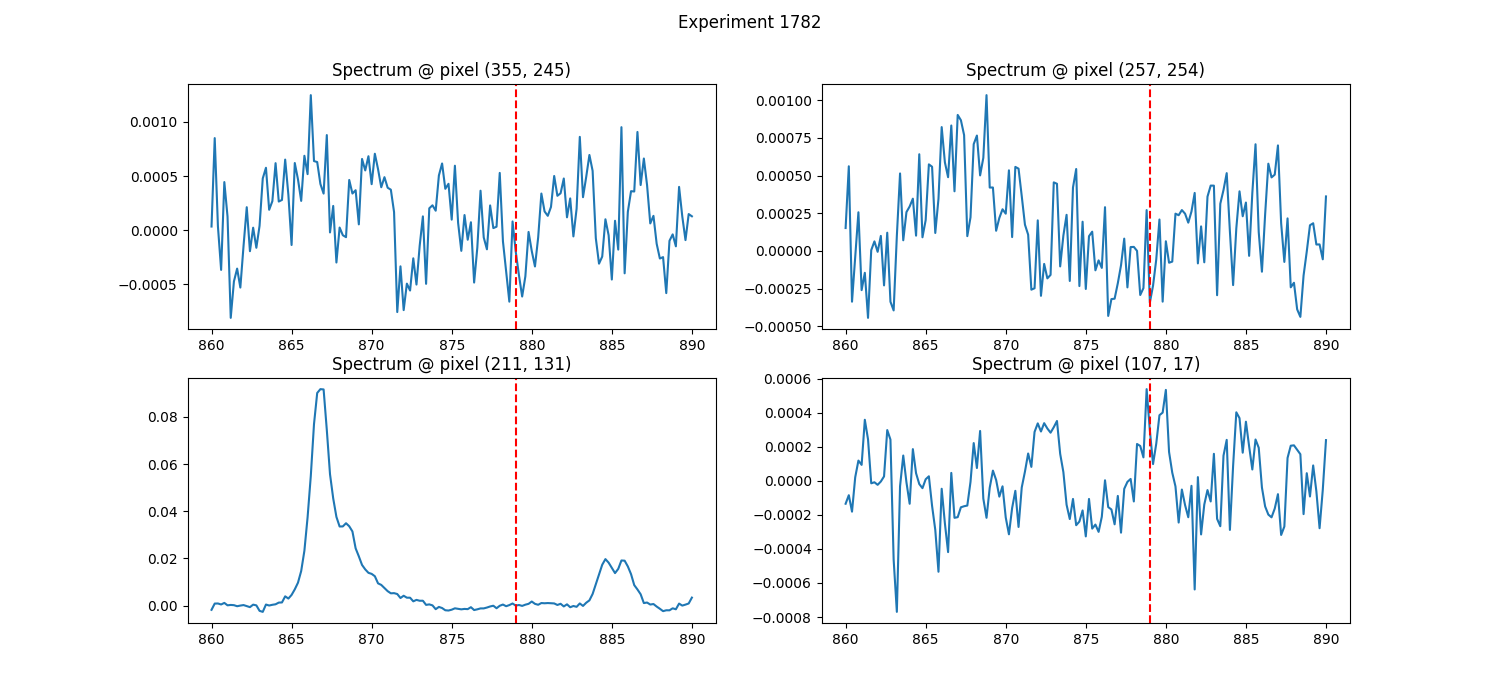 Experiment 1782
Spectrum @ pixel (355, 245)
0.0010
0.0005
0.0000
−0.0005
860 865 870 875 880 885 890
Spectrum @ pixel (257, 254)
0.00100
0.00075
0.00050
0.00025
0.00000
−0.00025
−0.00050
860 865 870 875 880 885 890
Spectrum @ pixel (211, 131)
0.08
0.06
0.04
0.02
0.00
860 865 870 875 880 885 890
Spectrum @ pixel (107, 17)
0.0006
0.0004
0.0002
0.0000
−0.0002
−0.0004
−0.0006
−0.0008
860 865 870 875 880 885 890